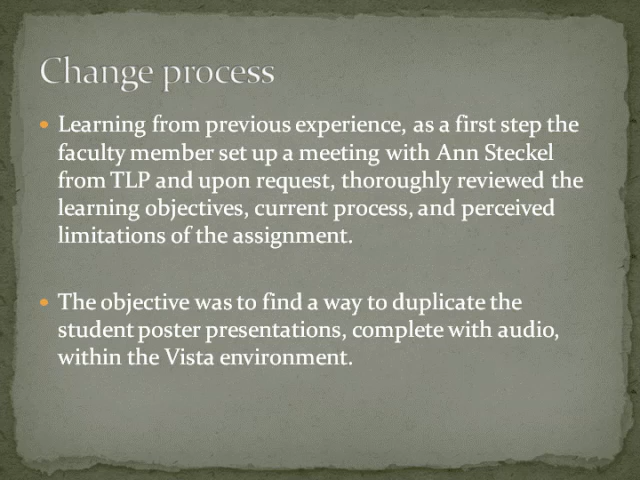 Change process
• Learning from previous experience, as a first step the
faculty member set up a meeting with Ann Steckel
from TLP and upon request, thoroughly reviewed the
learning objectives, current process, and perceived
limitations of the assignment.
• The objective was to find a way to duplicate the
student poster presentations, complete with audio,
within the Vista environment.